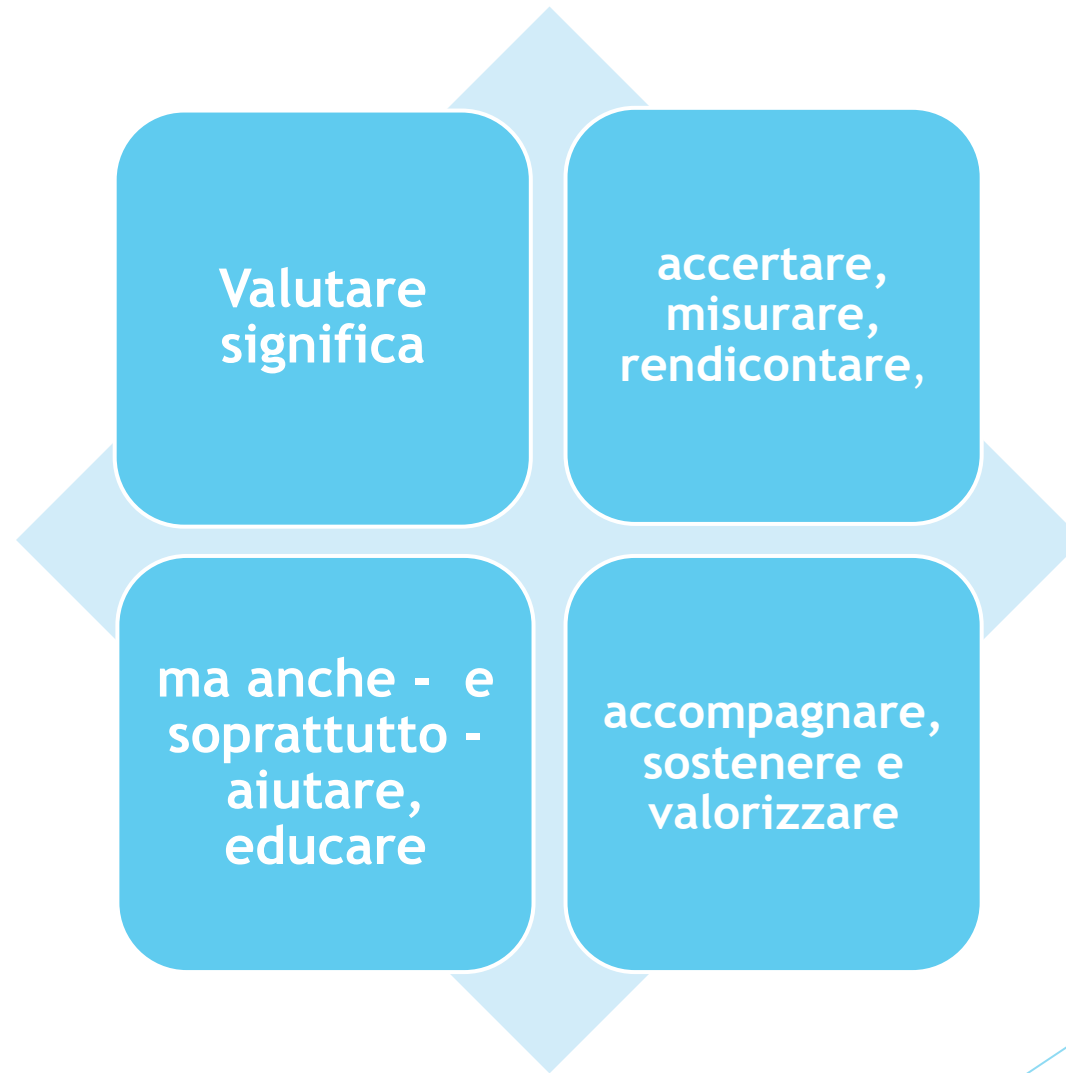 Valutare
significa
accertare,
misurare,
rendicontare,
ma anche -  e
soprattutto -
aiutare,
educare
accompagnare,
sostenere e
valorizzare